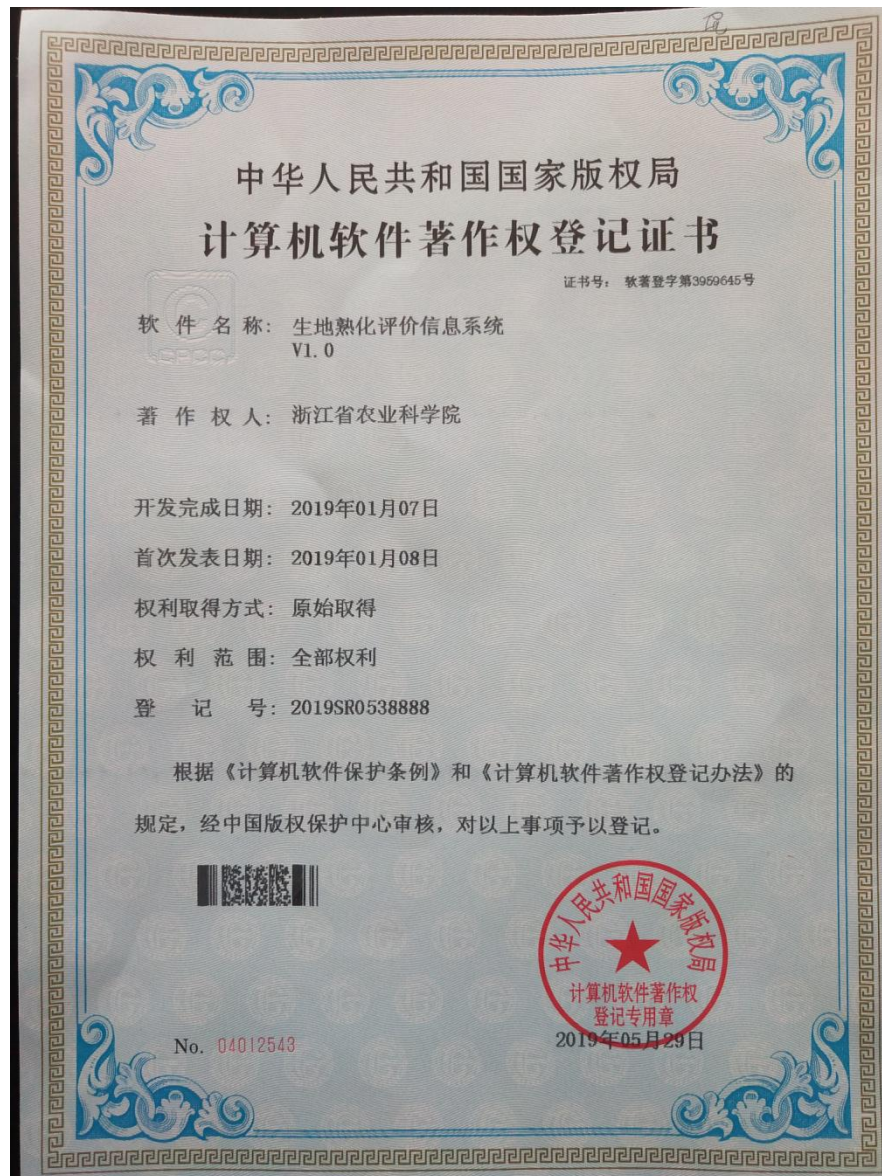 中华人民共和国国家版权局
计算机软件著作权登记证书
证书号： 软著登字第3959645号
软件名称： 生地熟化评价信息系统
V1.0
CPCC
著作权人： 浙江省农业科学院
开发完成日期： 2019年01月07日
首次发表日期： 2019年01月08日
权利取得方式： 原始取得
权利范围： 全部权利
登记号： 2019SR0538888
根据《计算机软件保护条例》和《计算机软件著作权登记办法》的
规定，经中国版权保护中心审核，对以上事项予以登记。
中华人民共和国国家版权局
计算机软件著作权
登记专用章
2019年05月29日
No. 04012543